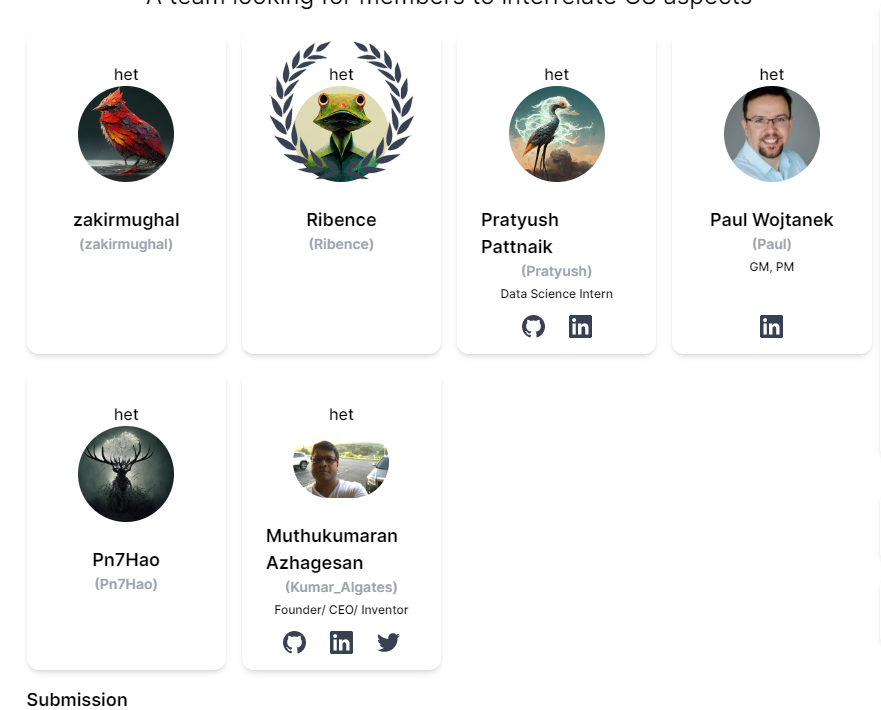 A team looking for members to interrelate CS aspects
het
het
het
het
zakirmughal
(zakirmughal)
Ribence
(Ribence)
Pratyush
Pattnaik
(Pratyush)
Data Science Intern
Paul Wojtanek
(Paul)
GM, PM
het
het
Pn7Hao
(Pn7Hao)
Muthukumaran
Azhagesan
(Kumar_Algates)
Founder/ CEO/ Inventor
Submission